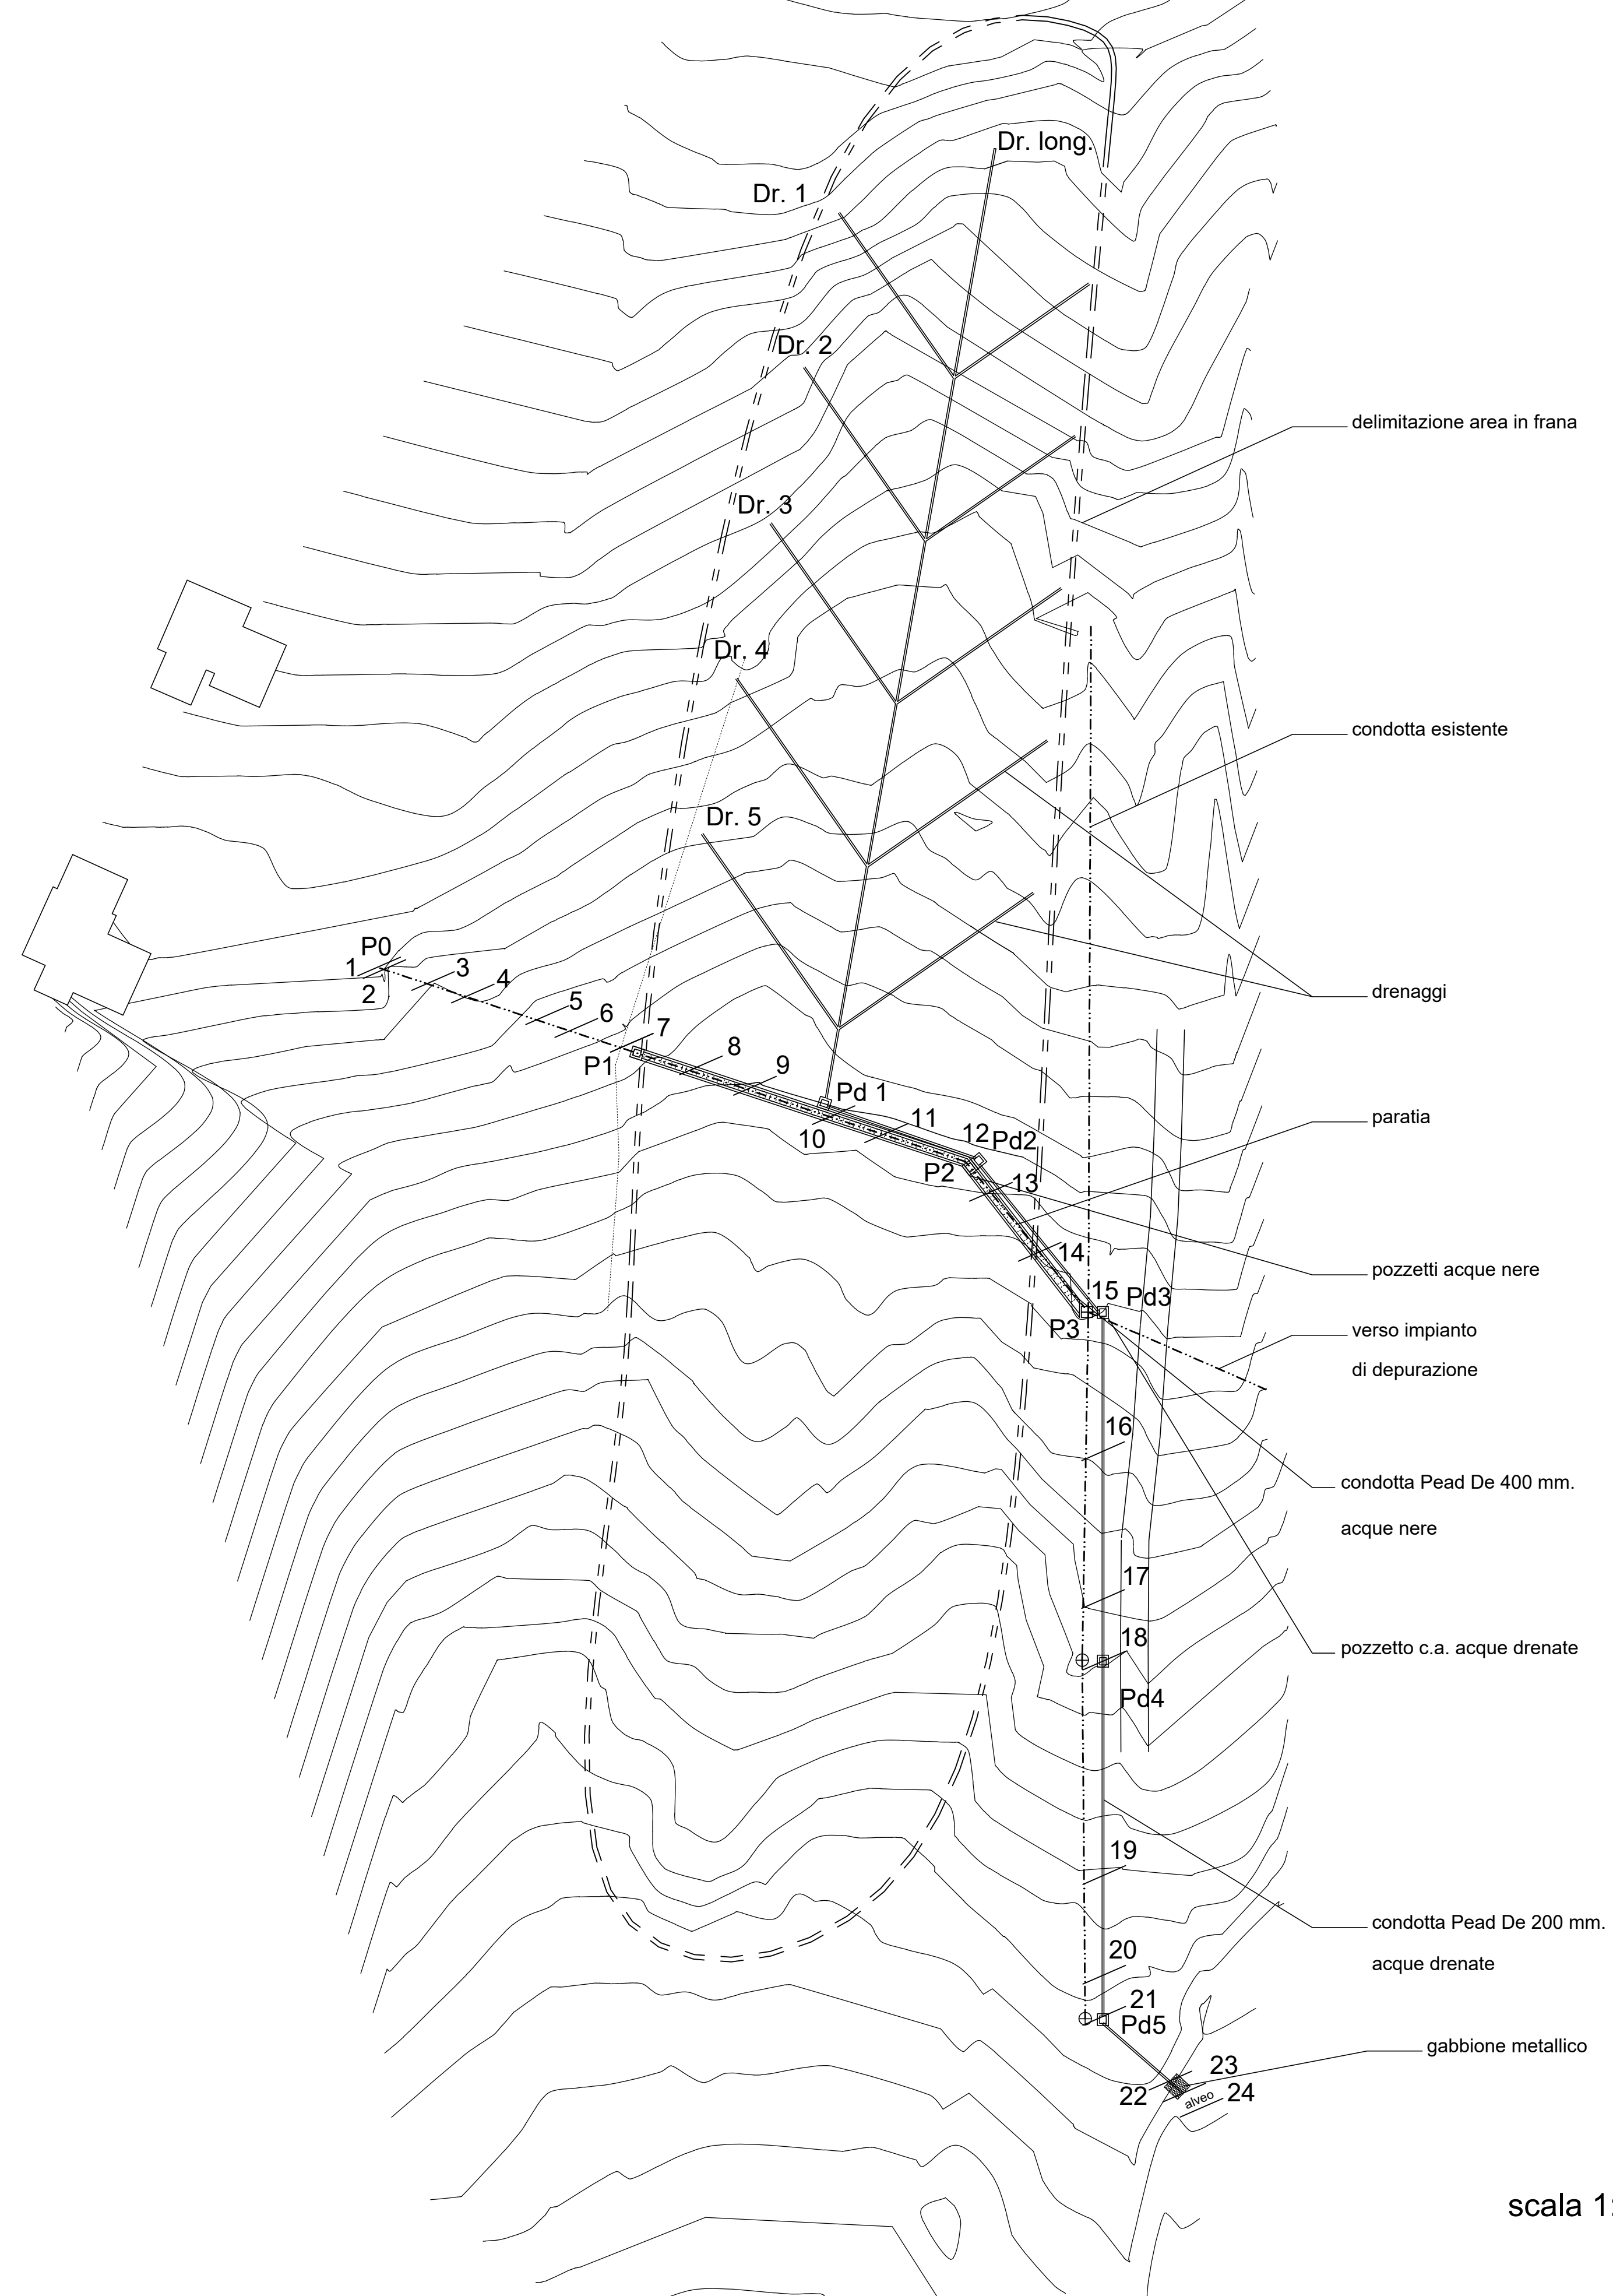 Dr. long.
Dr. 1
Dr. 2
delimitazione area in frana
Dr. 3
Dr. 4
condotta esistente
Dr. 5
P0
1
2
3
4
5
6
7
drenaggi
P1
8
9
Pd 1
10
11
12
Pd2
paratia
P2
13
14
pozzetti acque nere
15
Pd3
P3
verso impianto
di depurazione
16
condotta Pead De 400 mm.
acque nere
17
18
pozzetto c.a. acque drenate
Pd4
19
condotta Pead De 200 mm.
acque drenate
20
21
Pd5
gabbione metallico
23
22
alveo
24
scala 1: